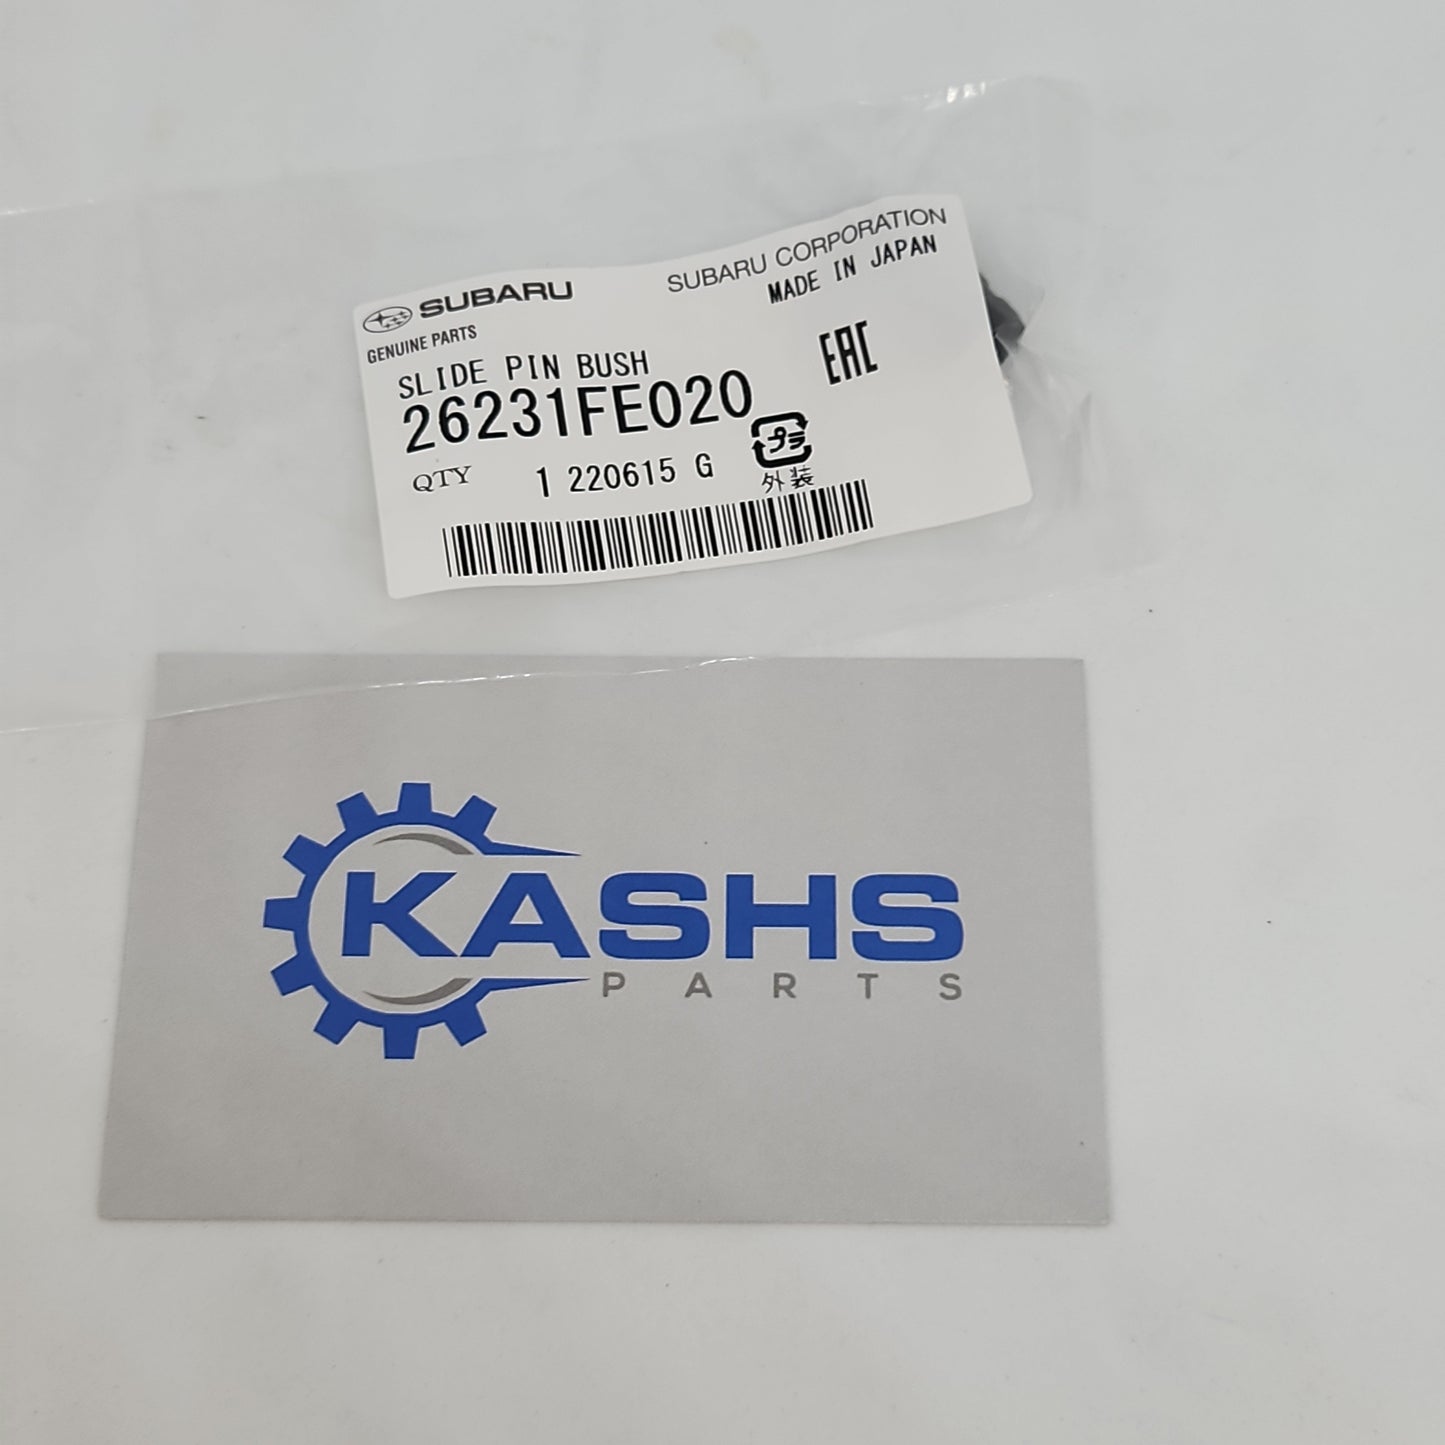 SUBARU
SUBARU CORPORATION
GENUINE PARTS
MADE IN JAPAN
SLIDE PIN BUSH
EAC
26231FE020
プラ
QTY 1 220615 G
外装
KASHS
PARTS